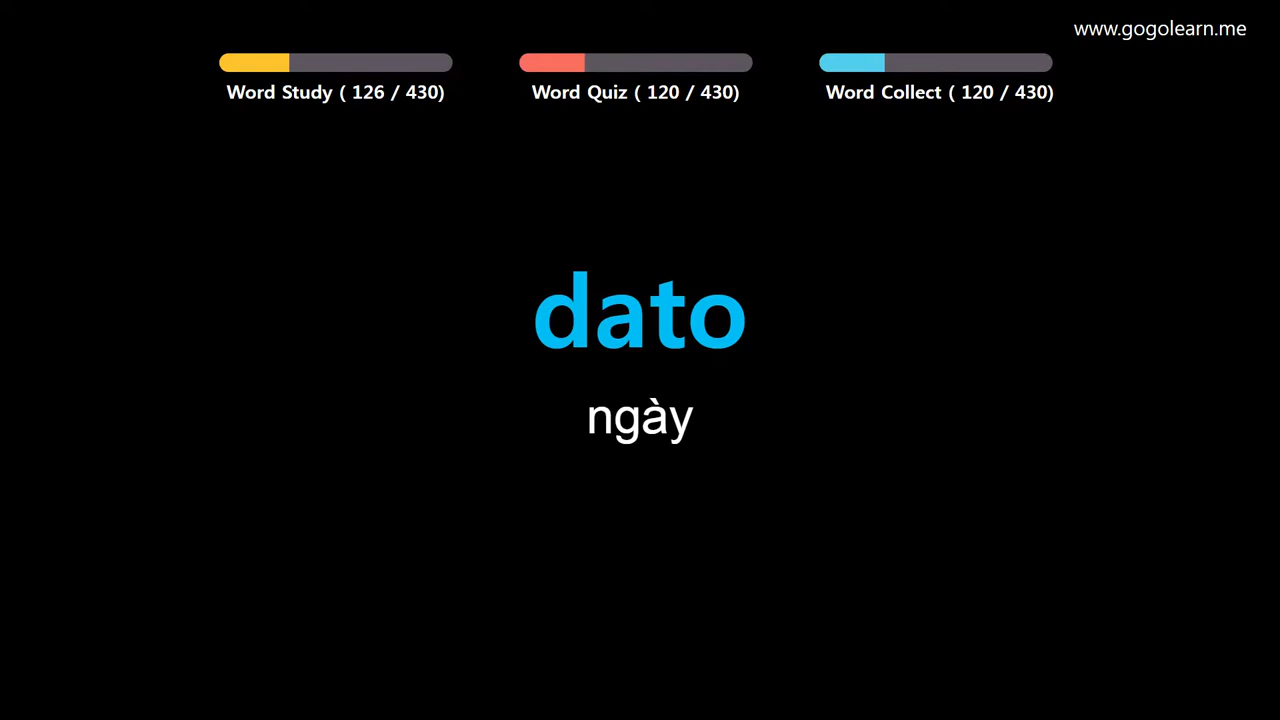 www.gogolearn.me
Word Study ( 126 / 430)
Word Quiz ( 120 / 430)
Word Collect ( 120 / 430)
dato
ngày